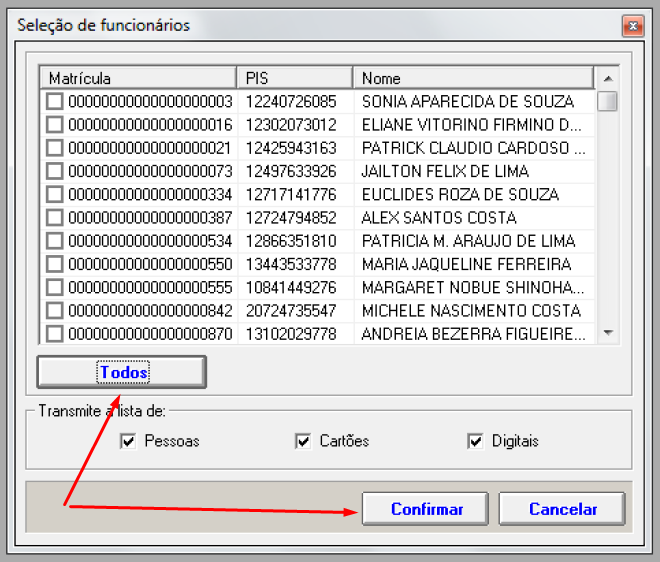 Seleção de funcionários
Matrícula PIS Nome
00000000000000000003 12240726085 SONIA APARECIDA DE SOUZA
00000000000000000016 12302073012 ELIANE VITORINO FIRMINO D...
00000000000000000021 12425943163 PATRICK CLAUDIO CARDOSO ...
00000000000000000073 12497633926 JAILTON FELIX DE LIMA
00000000000000000334 12717141776 EUCLIDES ROZA DE SOUZA
00000000000000000387 12724794852 ALEX SANTOS COSTA
00000000000000000534 12866351810 PATRICIA M. ARAUJO DE LIMA
00000000000000000550 13443533778 MARIA JAQUELINE FERREIRA
00000000000000000555 10841449276 MARGARET NOBUE SHINOHA...
00000000000000000842 20724735547 MICHELE NASCIMENTO COSTA
00000000000000000870 13102029778 ANDREIA BEZERRA FIGUEIRE...
Todos
Transmite a lista de:
Pessoas Cartões Digitais
Confirmar Cancelar